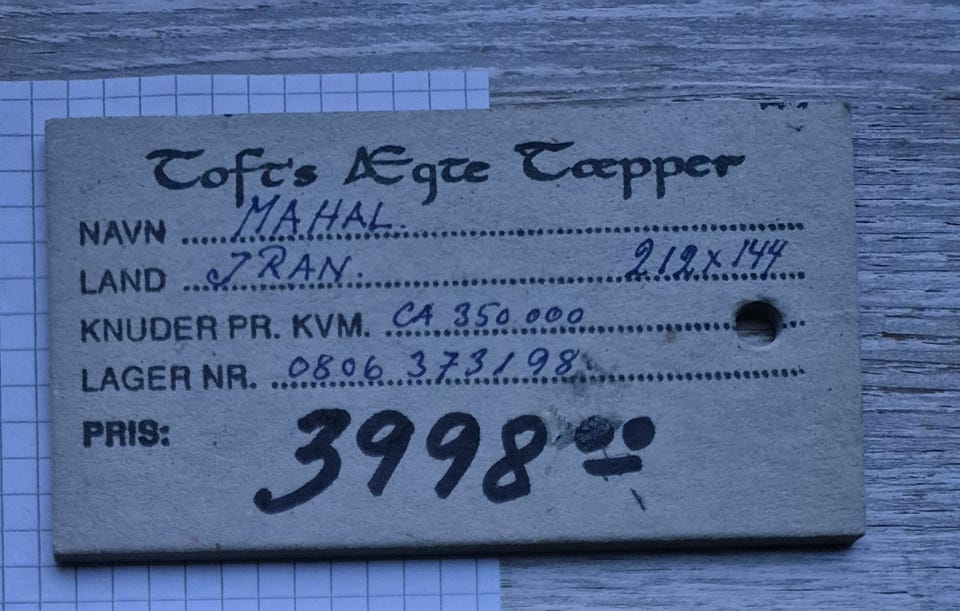 Toft's Ægte Tæpper
NAVN MAHAL.
LAND IRAN. 212x144
KNUDER PR. KVM. CA 350.000
LAGER NR. 0806 373198
PRIS: 3998 00